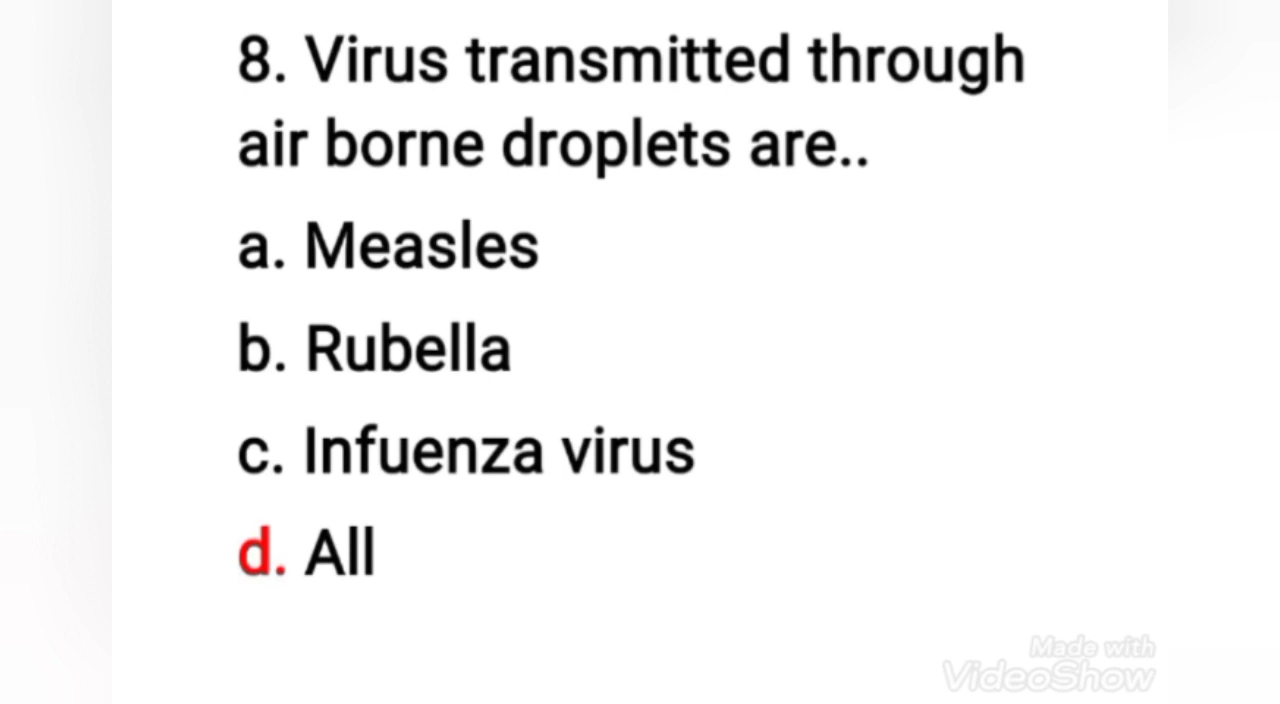 8. Virus transmitted through
air borne droplets are..
a. Measles
b. Rubella
c. Infuenza virus
d. All
Made with
VideoShow